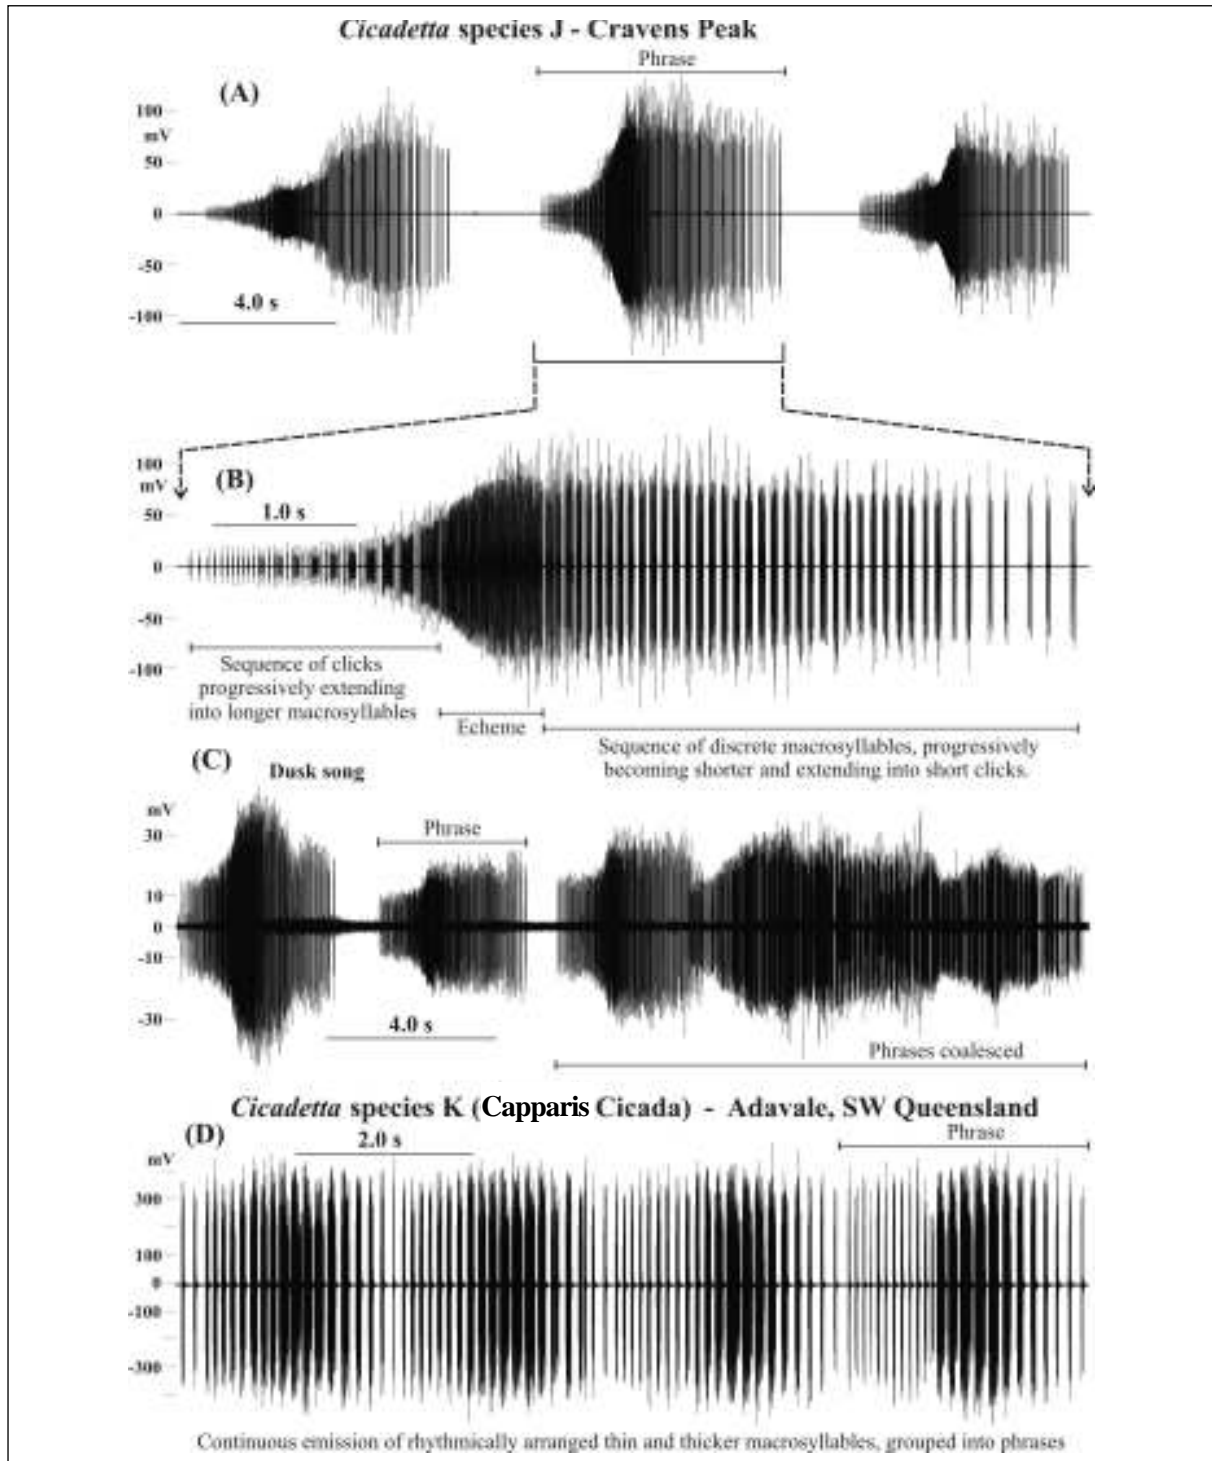 Cicadetta species J - Cravens Peak
Phrase
(A)
100
mV
50
0
-50
4.0 s
-100
100
mV
(B)
50
1.0 s
0
-50
-100
Sequence of clicks
progressively extending
into longer macrosyllables
Echeme
Sequence of discrete macrosyllables, progressively
becoming shorter and extending into short clicks.
(C)
Dusk song
mV
30
Phrase
10
0
-10
-30
4.0 s
Phrases coalesced
Cicadetta species K (Capparis Cicada) - Adavale, SW Queensland
(D)
2.0 s
Phrase
mV
300
100
0
-100
-300
Continuous emission of rhythmically arranged thin and thicker macrosyllables, grouped into phrases